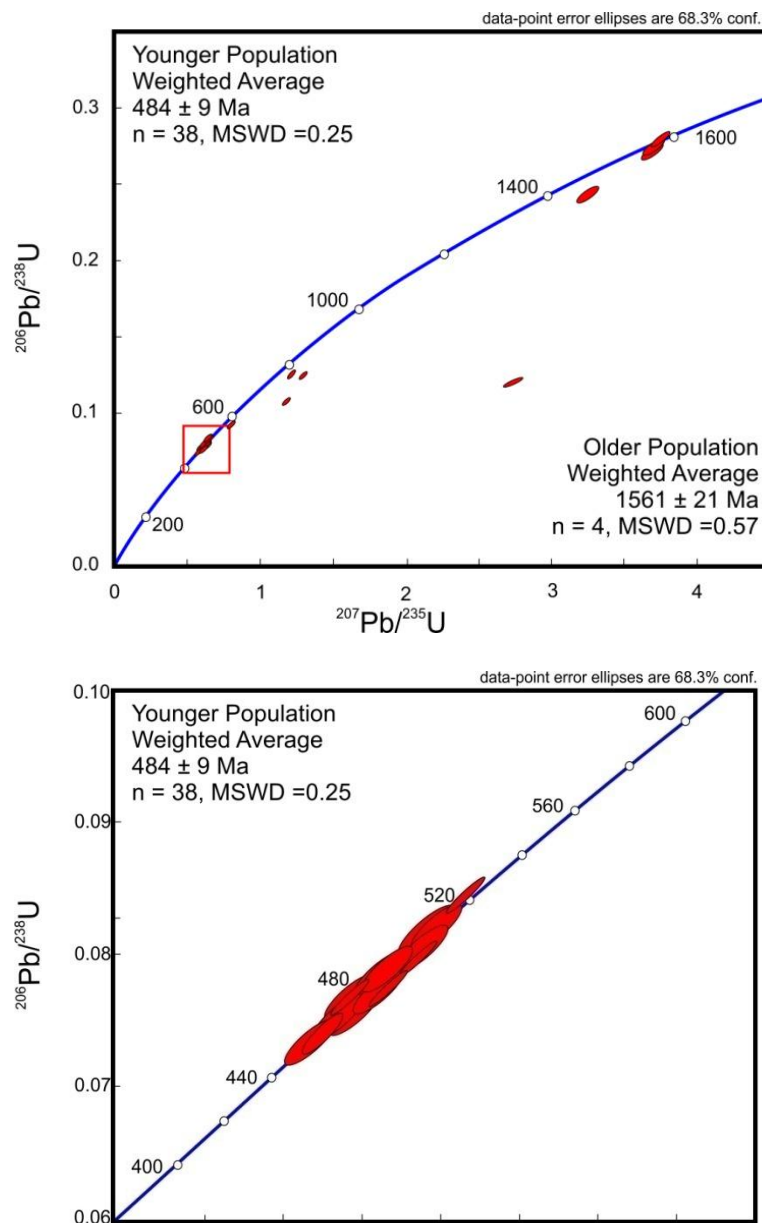 data-point error ellipses are 68.3% conf.
Younger Population
Weighted Average
484 ± 9 Ma
n = 38, MSWD =0.25
0.3
1600
1400
0.2
²⁰⁶Pb/²³⁸U
1000
0.1
600
Older Population
Weighted Average
1561 ± 21 Ma
n = 4, MSWD =0.57
200
0.0
0 1 2 3 4
²⁰⁷Pb/²³⁵U
data-point error ellipses are 68.3% conf.
0.10
Younger Population
Weighted Average
484 ± 9 Ma
n = 38, MSWD =0.25
600
560
0.09
520
²⁰⁶Pb/²³⁸U
0.08
480
440
0.07
400
0.06